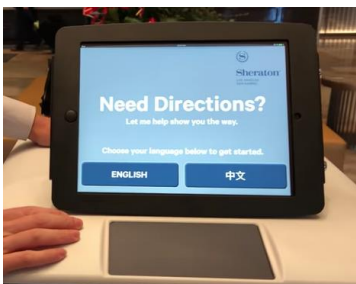 Sheraton
Need Directions?
Let me help show you the way.
Choose your language below to get started.
ENGLISH
中文